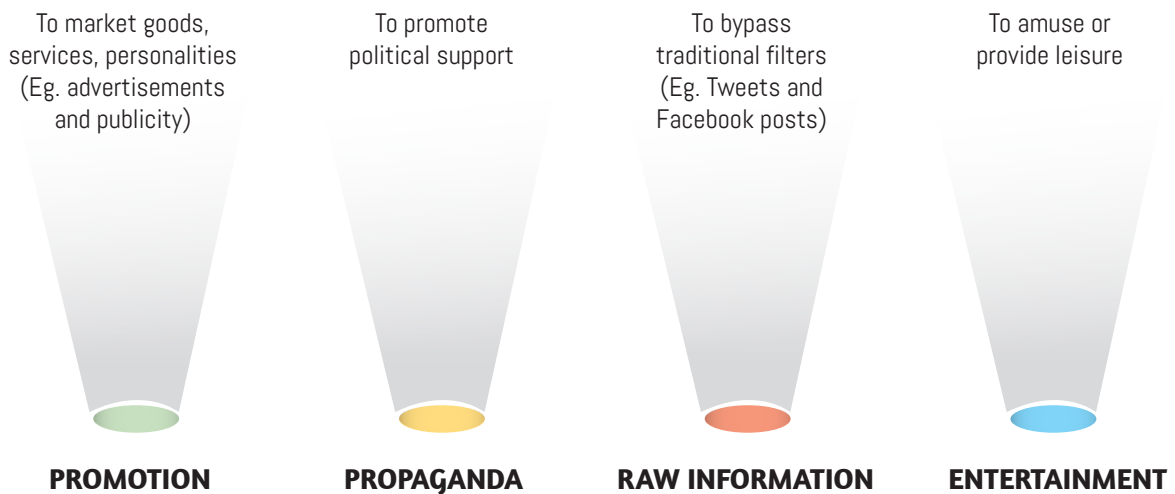 To market goods,
services, personalities
(Eg. advertisements
and publicity)
To promote
political support
To bypass
traditional filters
(Eg. Tweets and
Facebook posts)
To amuse or
provide leisure
PROMOTION
PROPAGANDA
RAW INFORMATION
ENTERTAINMENT